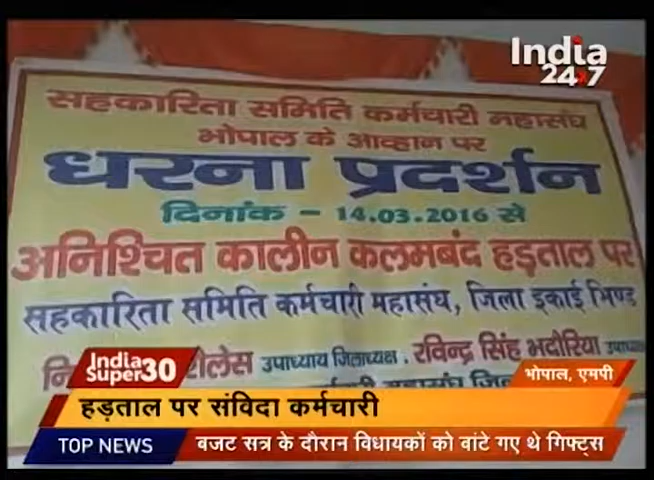 India
24x7
सहकारिता समिति कर्मचारी महासंघ
भोपाल के आव्हान पर
धरना प्रदर्शन
दिनांक - 14.03.2016 से
अनिश्चित कालीन कलमबंद हड़ताल पर
सहकारिता समिति कर्मचारी महासंघ, जिला इकाई भिण्ड
उपाध्याय जिलाध्यक्ष . रविन्द्र सिंह भदौरिया
India
Super30
भोपाल, एमपी
हड़ताल पर संविदा कर्मचारी
TOP NEWS
बजट सत्र के दौरान विधायकों को बांटे गए थे गिफ्ट्स